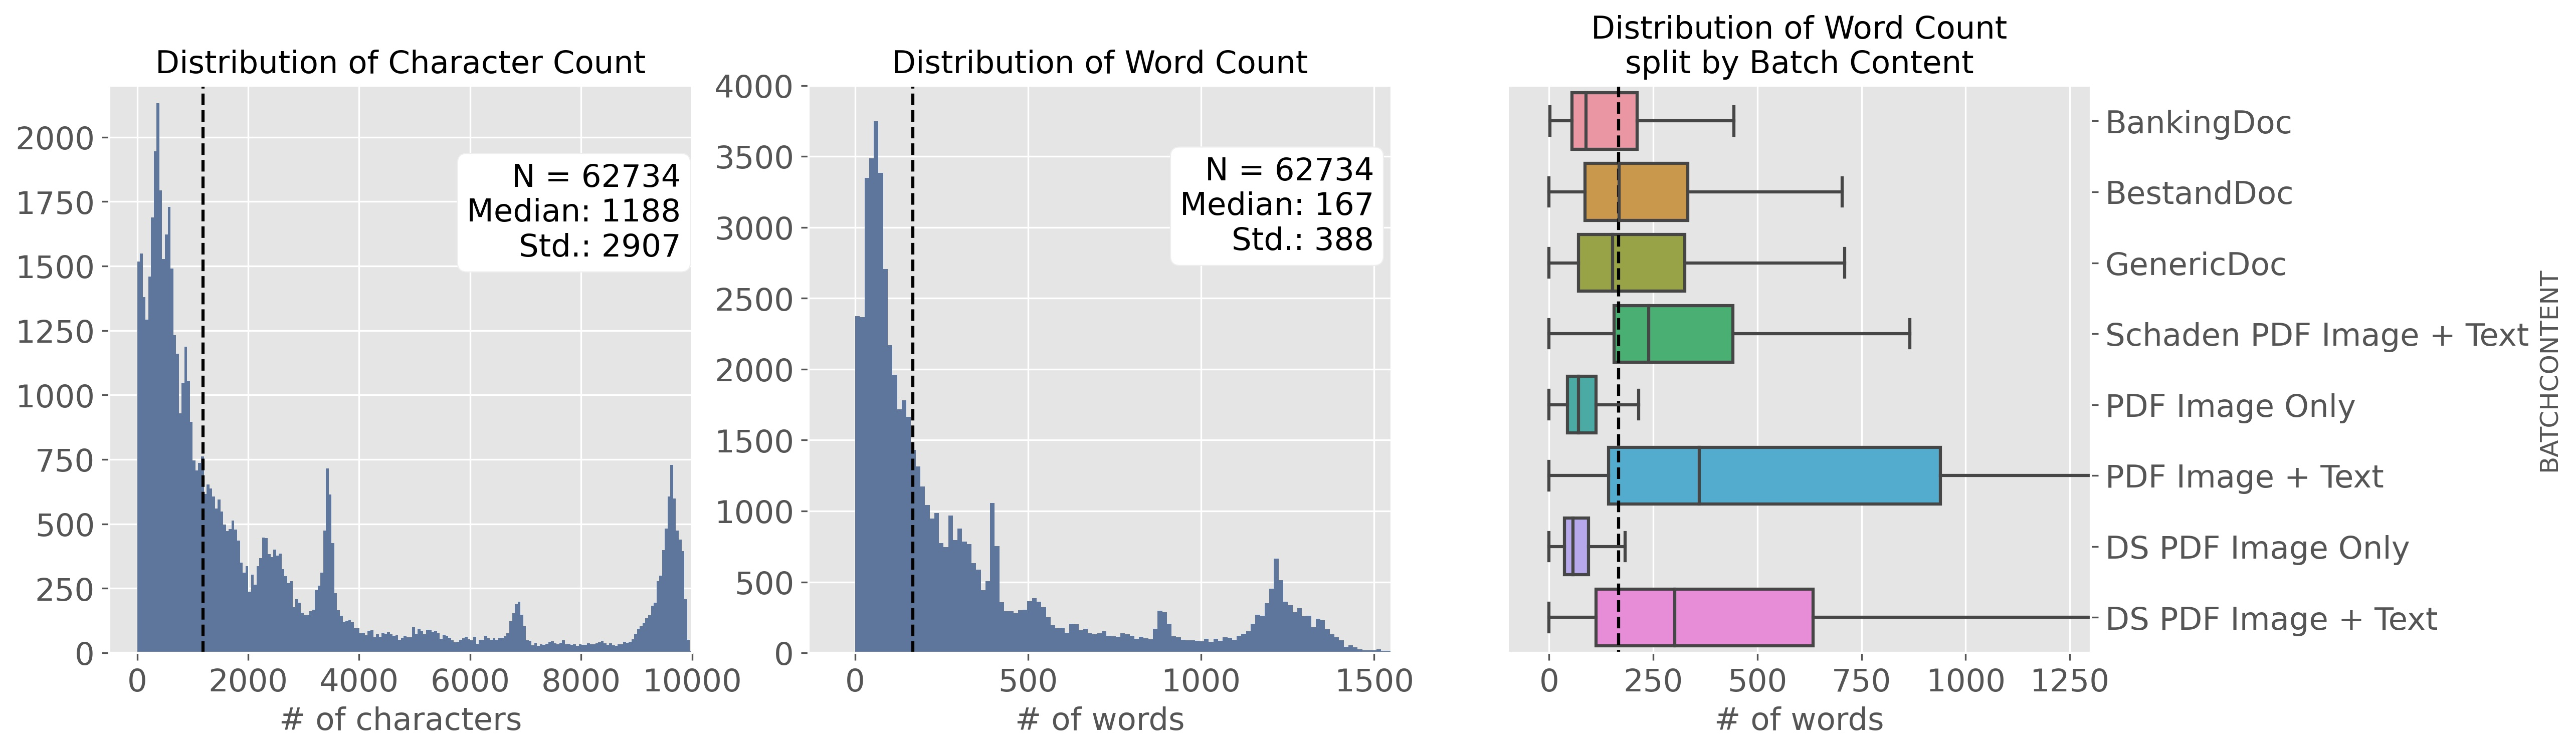 Distribution of Character Count
2000
1750
1500
1250
1000
750
500
250
0
N = 62734
Median: 1188
Std.: 2907
0 2000 4000 6000 8000 10000
# of characters
Distribution of Word Count
4000
3500
3000
2500
2000
1500
1000
500
0
N = 62734
Median: 167
Std.: 388
0 500 1000 1500
# of words
Distribution of Word Count
split by Batch Content
BankingDoc
BestandDoc
GenericDoc
Schaden PDF Image + Text
PDF Image Only
PDF Image + Text
DS PDF Image Only
DS PDF Image + Text
BATCHCONTENT
0 250 500 750 1000 1250
# of words